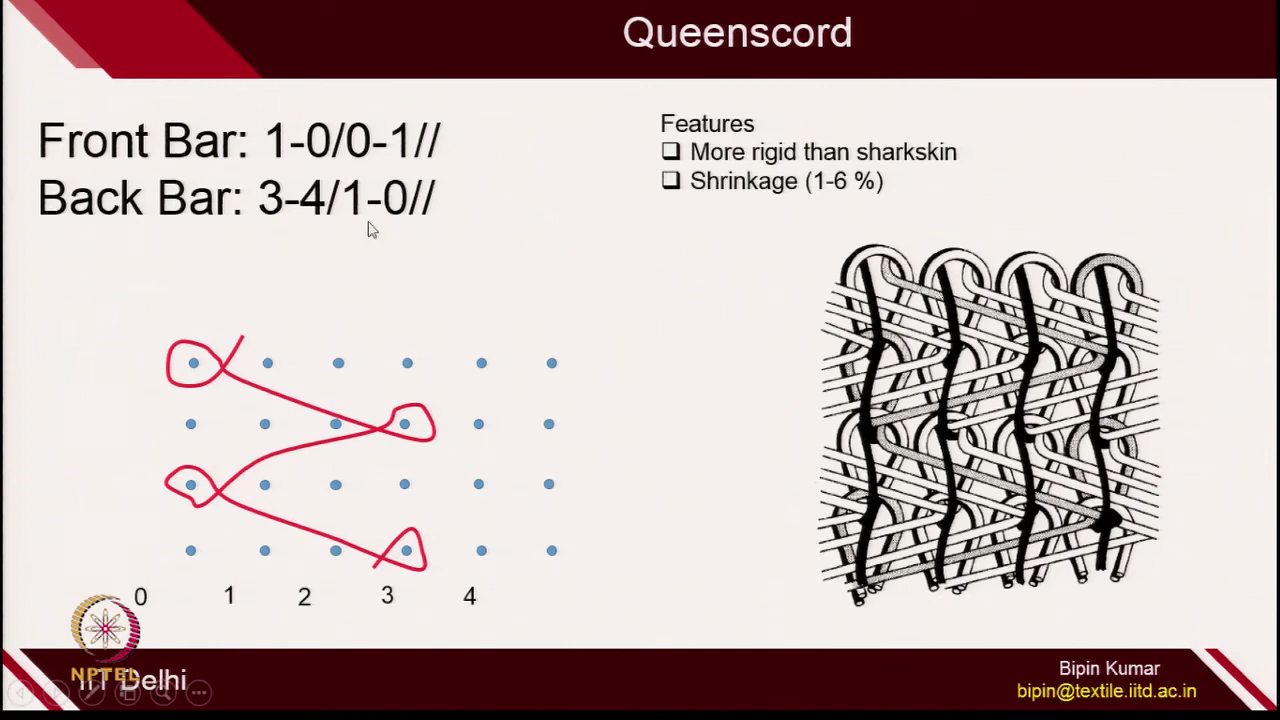 Queenscord
Front Bar: 1-0/0-1//
Back Bar: 3-4/1-0//
Features
❑ More rigid than sharkskin
❑ Shrinkage (1-6 %)
0 1 2 3 4
NPTEL
IIT Delhi
Bipin Kumar
bipin@textile.iitd.ac.in